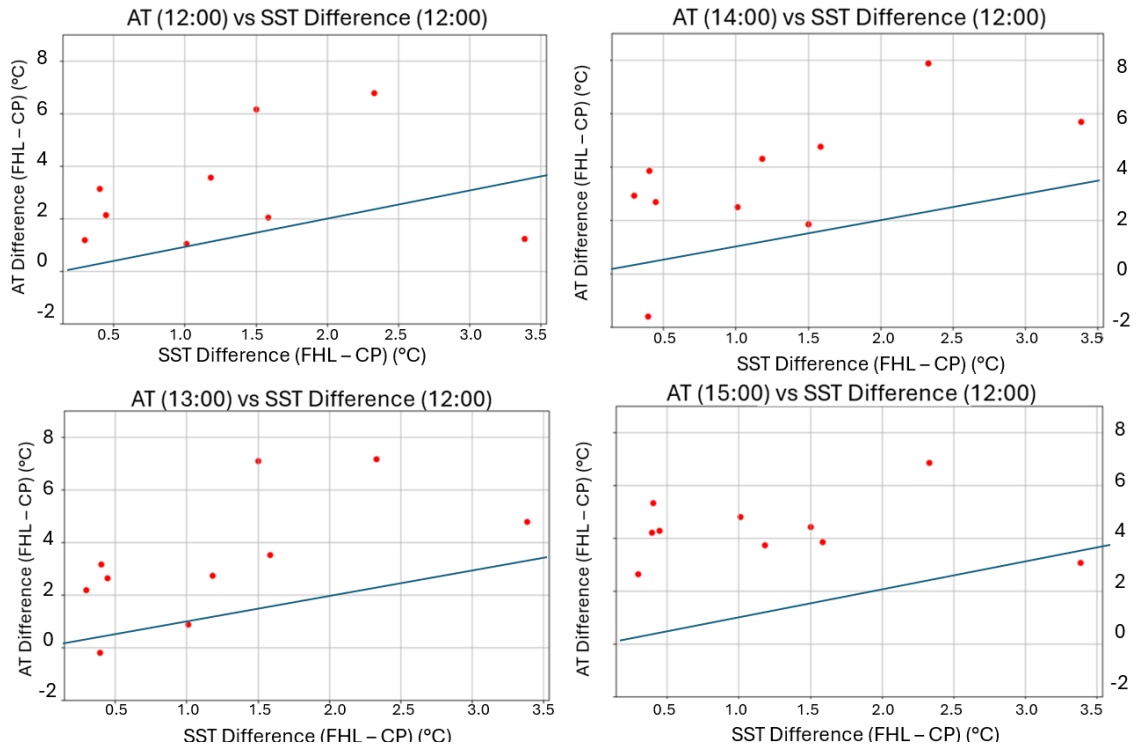 AT (12:00) vs SST Difference (12:00)
AT Difference (FHL – CP) (°C)
8
6
4
2
0
-2
0.5 1.0 1.5 2.0 2.5 3.0 3.5
SST Difference (FHL – CP) (°C)
AT (14:00) vs SST Difference (12:00)
AT Difference (FHL – CP) (°C)
8
6
4
2
0
-2
0.5 1.0 1.5 2.0 2.5 3.0 3.5
SST Difference (FHL – CP) (°C)
AT (13:00) vs SST Difference (12:00)
AT Difference (FHL – CP) (°C)
8
6
4
2
0
-2
0.5 1.0 1.5 2.0 2.5 3.0 3.5
SST Difference (FHL – CP) (°C)
AT (15:00) vs SST Difference (12:00)
AT Difference (FHL – CP) (°C)
8
6
4
2
0
-2
0.5 1.0 1.5 2.0 2.5 3.0 3.5
SST Difference (FHL – CP) (°C)